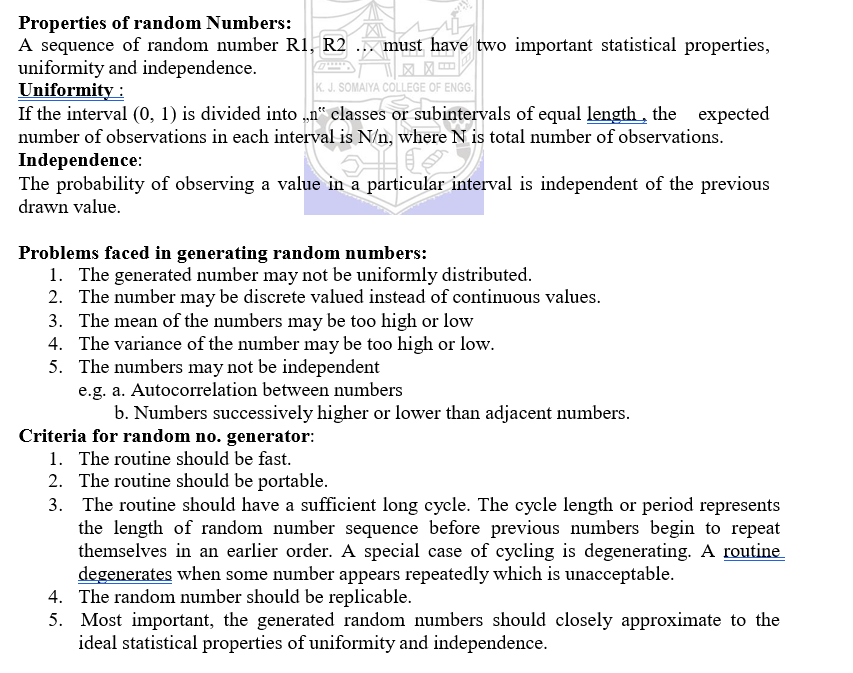 Properties of random Numbers:
A sequence of random number R1, R2 … must have two important statistical properties,
uniformity and independence.
K. J. SOMAIYA COLLEGE OF ENGG.
Uniformity :
If the interval (0, 1) is divided into „n‟ classes or subintervals of equal length , the expected
number of observations in each interval is N/n, where N is total number of observations.
Independence:
The probability of observing a value in a particular interval is independent of the previous
drawn value.
Problems faced in generating random numbers:
1. The generated number may not be uniformly distributed.
2. The number may be discrete valued instead of continuous values.
3. The mean of the numbers may be too high or low
4. The variance of the number may be too high or low.
5. The numbers may not be independent
e.g. a. Autocorrelation between numbers
b. Numbers successively higher or lower than adjacent numbers.
Criteria for random no. generator:
1. The routine should be fast.
2. The routine should be portable.
3. The routine should have a sufficient long cycle. The cycle length or period represents
the length of random number sequence before previous numbers begin to repeat
themselves in an earlier order. A special case of cycling is degenerating. A routine
degenerates when some number appears repeatedly which is unacceptable.
4. The random number should be replicable.
5. Most important, the generated random numbers should closely approximate to the
ideal statistical properties of uniformity and independence.